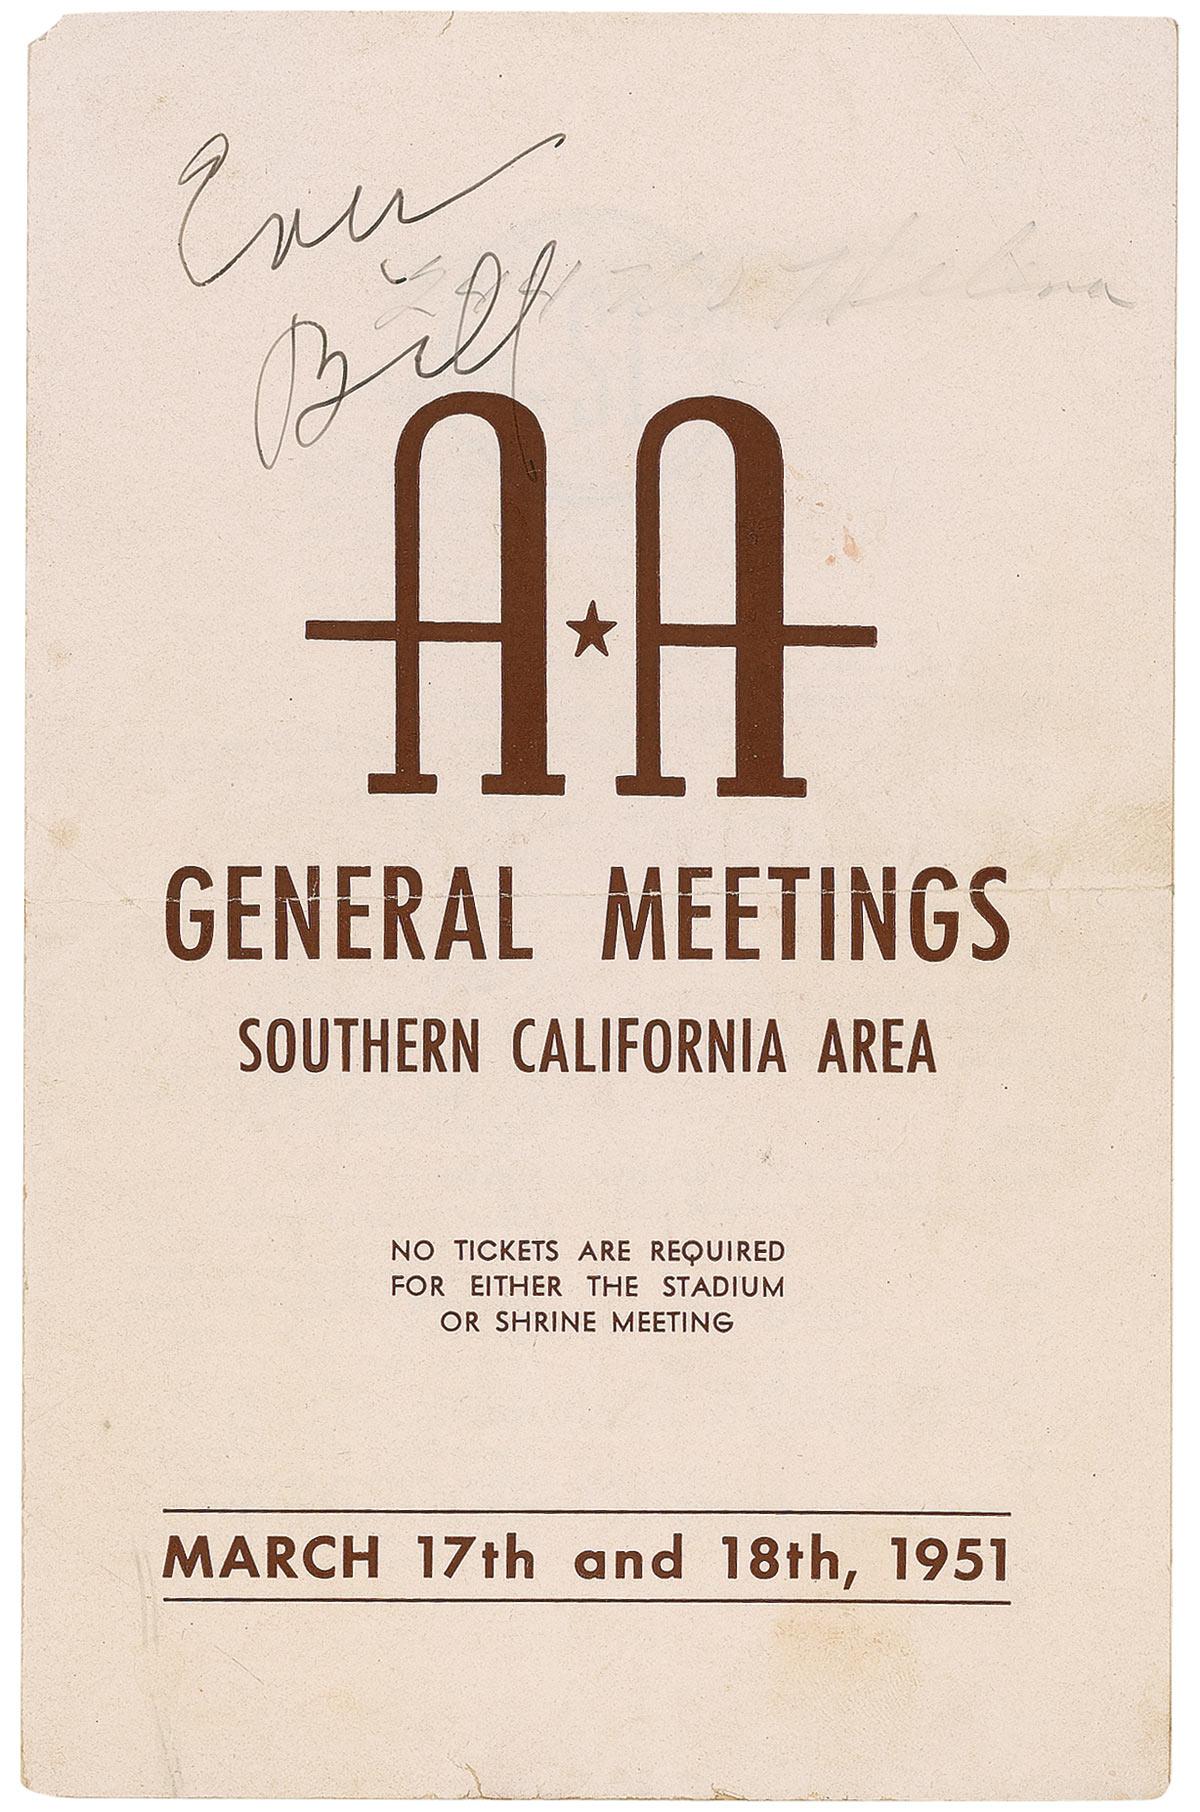 Ever
Bill
A★A
GENERAL MEETINGS
SOUTHERN CALIFORNIA AREA
NO TICKETS ARE REQUIRED
FOR EITHER THE STADIUM
OR SHRINE MEETING
MARCH 17th and 18th, 1951